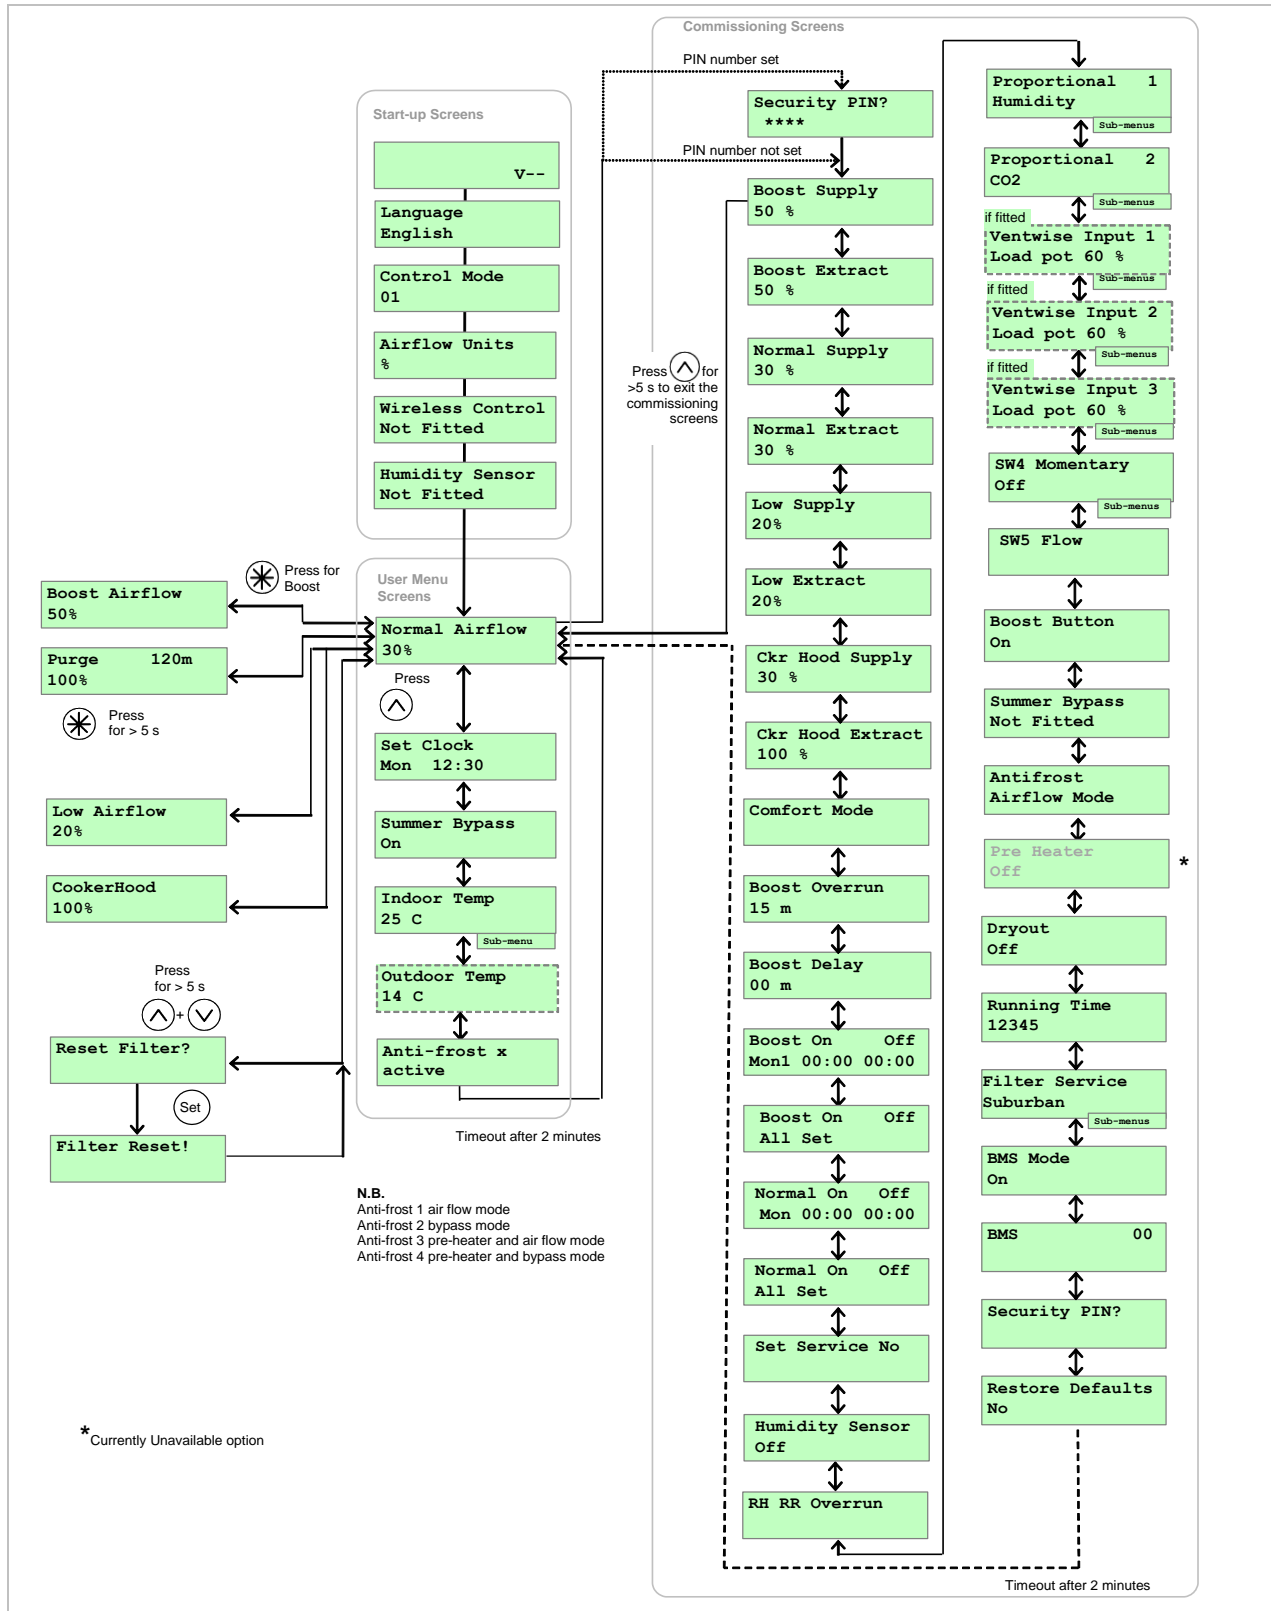 Commissioning Screens
PIN number set
Security PIN?
****
PIN number not set
Start-up Screens
V--
Language
English
Control Mode
01
Airflow Units
%
Wireless Control
Not Fitted
Humidity Sensor
Not Fitted
User Menu
Screens
Normal Airflow
30%
Press
Set Clock
Mon 12:30
Summer Bypass
On
Indoor Temp
25 C
Sub-menu
Outdoor Temp
14 C
Anti-frost x
active
Timeout after 2 minutes
Press for
Boost
Boost Airflow
50%
Purge 120m
100%
Press
for > 5 s
Low Airflow
20%
CookerHood
100%
Press
for > 5 s
+
Reset Filter?
Set
Filter Reset!
N.B.
Anti-frost 1 air flow mode
Anti-frost 2 bypass mode
Anti-frost 3 pre-heater and air flow mode
Anti-frost 4 pre-heater and bypass mode
*Currently Unavailable option
Press for
>5 s to exit the
commissioning
screens
Boost Supply
50 %
Boost Extract
50 %
Normal Supply
30 %
Normal Extract
30 %
Low Supply
20%
Low Extract
20%
Ckr Hood Supply
30 %
Ckr Hood Extract
100 %
Comfort Mode
Boost Overrun
15 m
Boost Delay
00 m
Boost On Off
Mon1 00:00 00:00
Boost On Off
All Set
Normal On Off
Mon 00:00 00:00
Normal On Off
All Set
Set Service No
Humidity Sensor
Off
RH RR Overrun
Proportional 1
Humidity
Sub-menus
Proportional 2
CO2
Sub-menus
if fitted
Ventwise Input 1
Load pot 60 %
Sub-menus
if fitted
Ventwise Input 2
Load pot 60 %
Sub-menus
if fitted
Ventwise Input 3
Load pot 60 %
Sub-menus
SW4 Momentary
Off
Sub-menus
SW5 Flow
Boost Button
On
Summer Bypass
Not Fitted
Antifrost
Airflow Mode
Pre Heater
Off
*
Dryout
Off
Running Time
12345
Filter Service
Suburban
Sub-menus
BMS Mode
On
BMS 00
Security PIN?
Restore Defaults
No
Timeout after 2 minutes